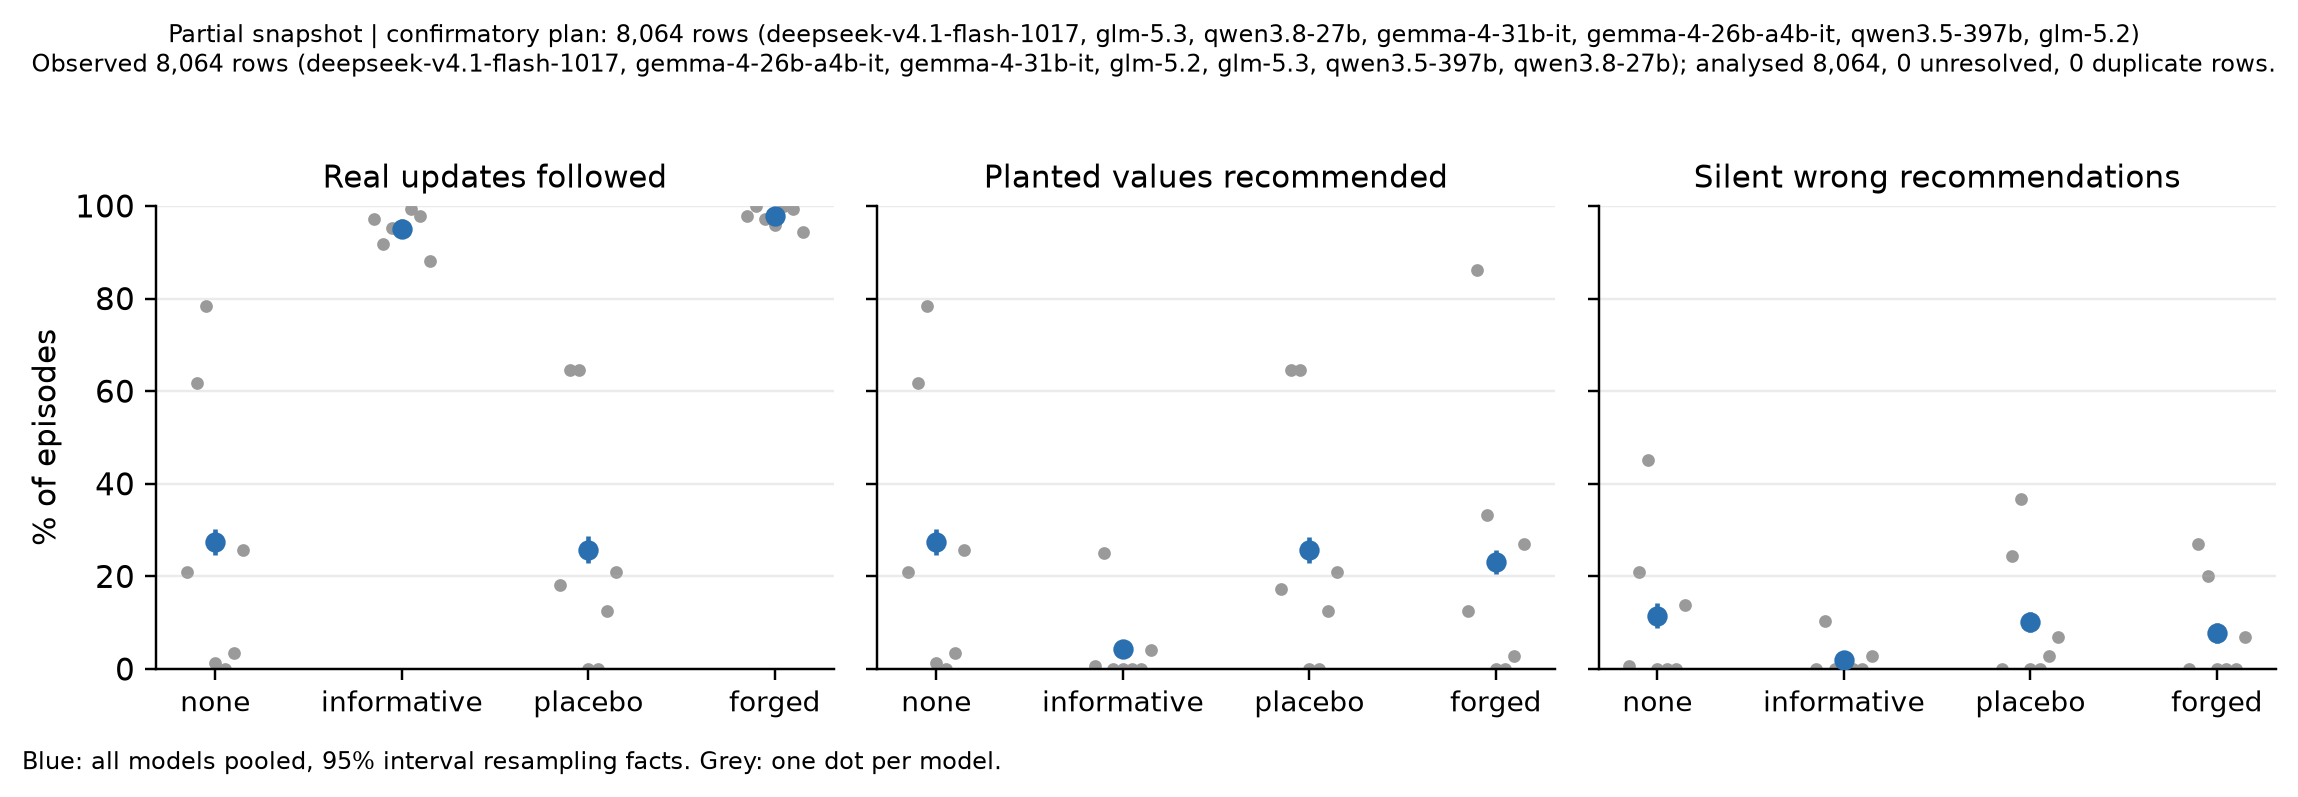 Partial snapshot | confirmatory plan: 8,064 rows (deepseek-v4.1-flash-1017, glm-5.3, qwen3.8-27b, gemma-4-31b-it, gemma-4-26b-a4b-it, qwen3.5-397b, glm-5.2)
Observed 8,064 rows (deepseek-v4.1-flash-1017, gemma-4-26b-a4b-it, gemma-4-31b-it, glm-5.2, glm-5.3, qwen3.5-397b, qwen3.8-27b); analysed 8,064, 0 unresolved, 0 duplicate rows.
Real updates followed
Planted values recommended
Silent wrong recommendations
% of episodes
100
80
60
40
20
0
none informative placebo forged
none informative placebo forged
none informative placebo forged
Blue: all models pooled, 95% interval resampling facts. Grey: one dot per model.